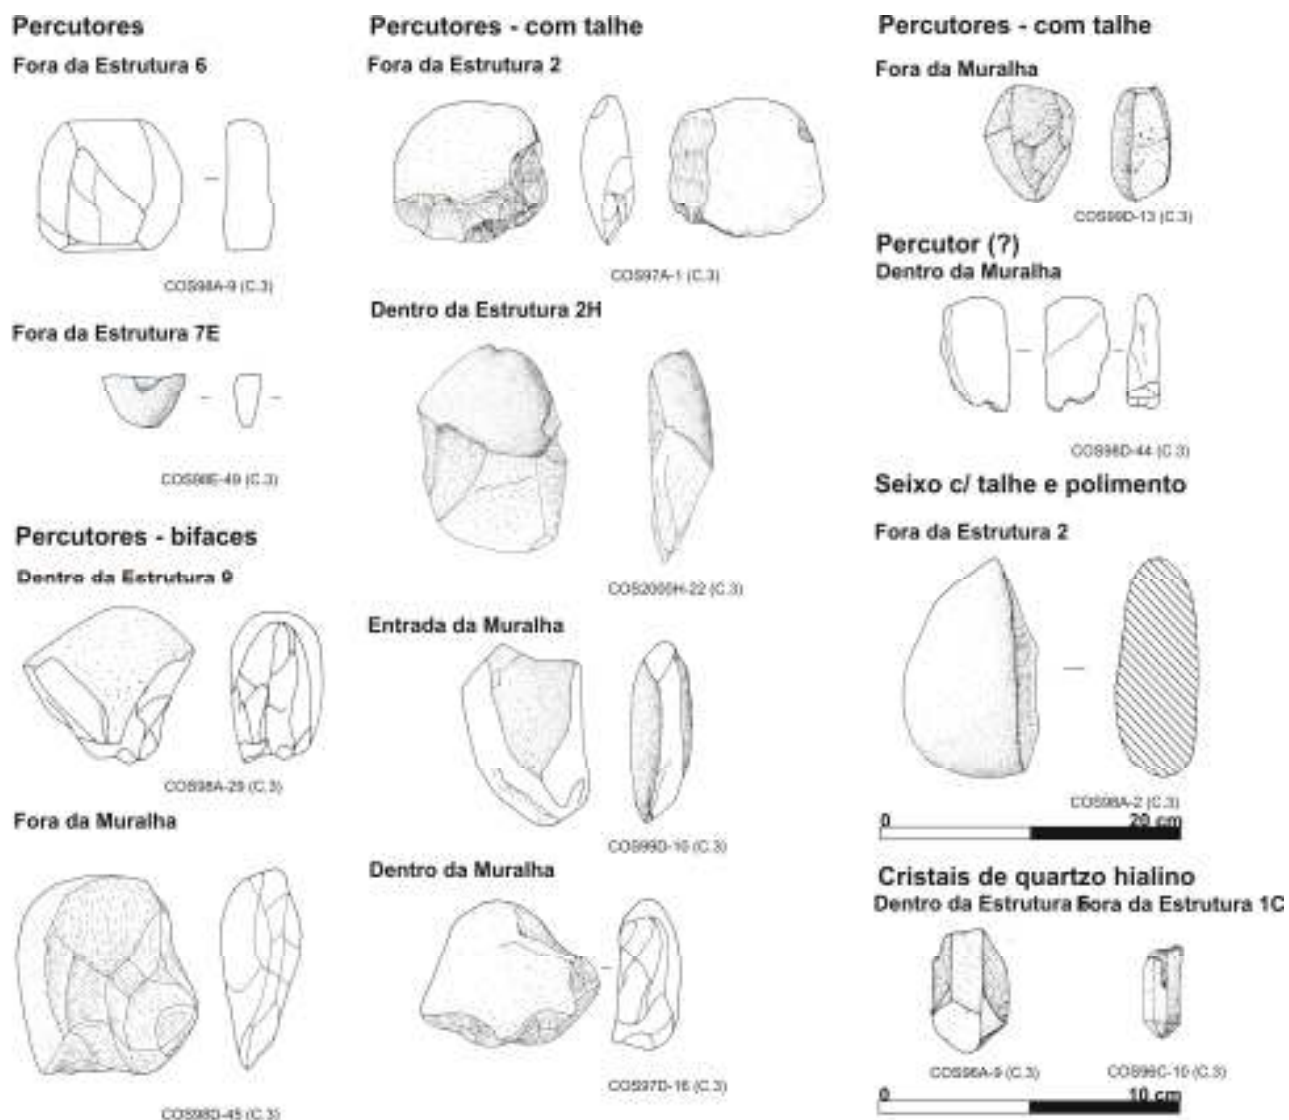 Percutores
Fora da Estrutura 6
COS98A-9 (C.3)
Fora da Estrutura 7E
COS98E-49 (C.3)
Percutores - bifaces
Dentro da Estrutura 9
COS98A-29 (C.3)
Fora da Muralha
COS98D-45 (C.3)
Percutores - com talhe
Fora da Estrutura 2
COS97A-1 (C.3)
Dentro da Estrutura 2H
COS2000H-22 (C.3)
Entrada da Muralha
COS99D-10 (C.3)
Dentro da Muralha
COS97D-16 (C.3)
Percutores - com talhe
Fora da Muralha
COS99D-13 (C.3)
Percutor (?)
Dentro da Muralha
COS98D-44 (C.3)
Seixo c/ talhe e polimento
Fora da Estrutura 2
COS98A-2 (C.3)
0 20 cm
Cristais de quartzo hialino
Dentro da Estrutura Fora da Estrutura 1C
COS96A-9 (C.3) COS96C-10 (C.3)
0 10 cm